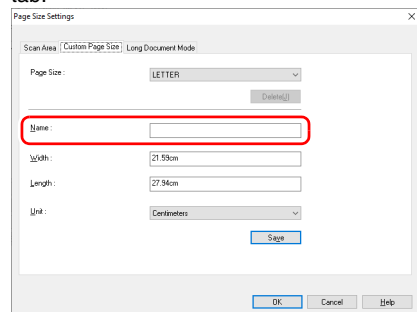 tab.
Page Size Settings
Scan Area Custom Page Size Long Document Mode
Page Size : LETTER
Delete(J)
Name :
Width : 21.59cm
Length : 27.94cm
Unit : Centimeters
Save
OK Cancel Help